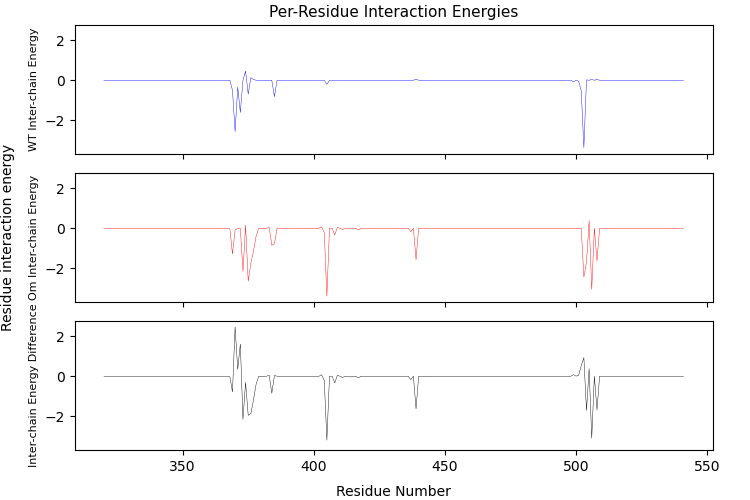 Per-Residue Interaction Energies
Residue interaction energy
WT Inter-chain Energy
2
0
−2
Om Inter-chain Energy
2
0
−2
Inter-chain Energy Difference
2
0
−2
350
400
450
500
550
Residue Number